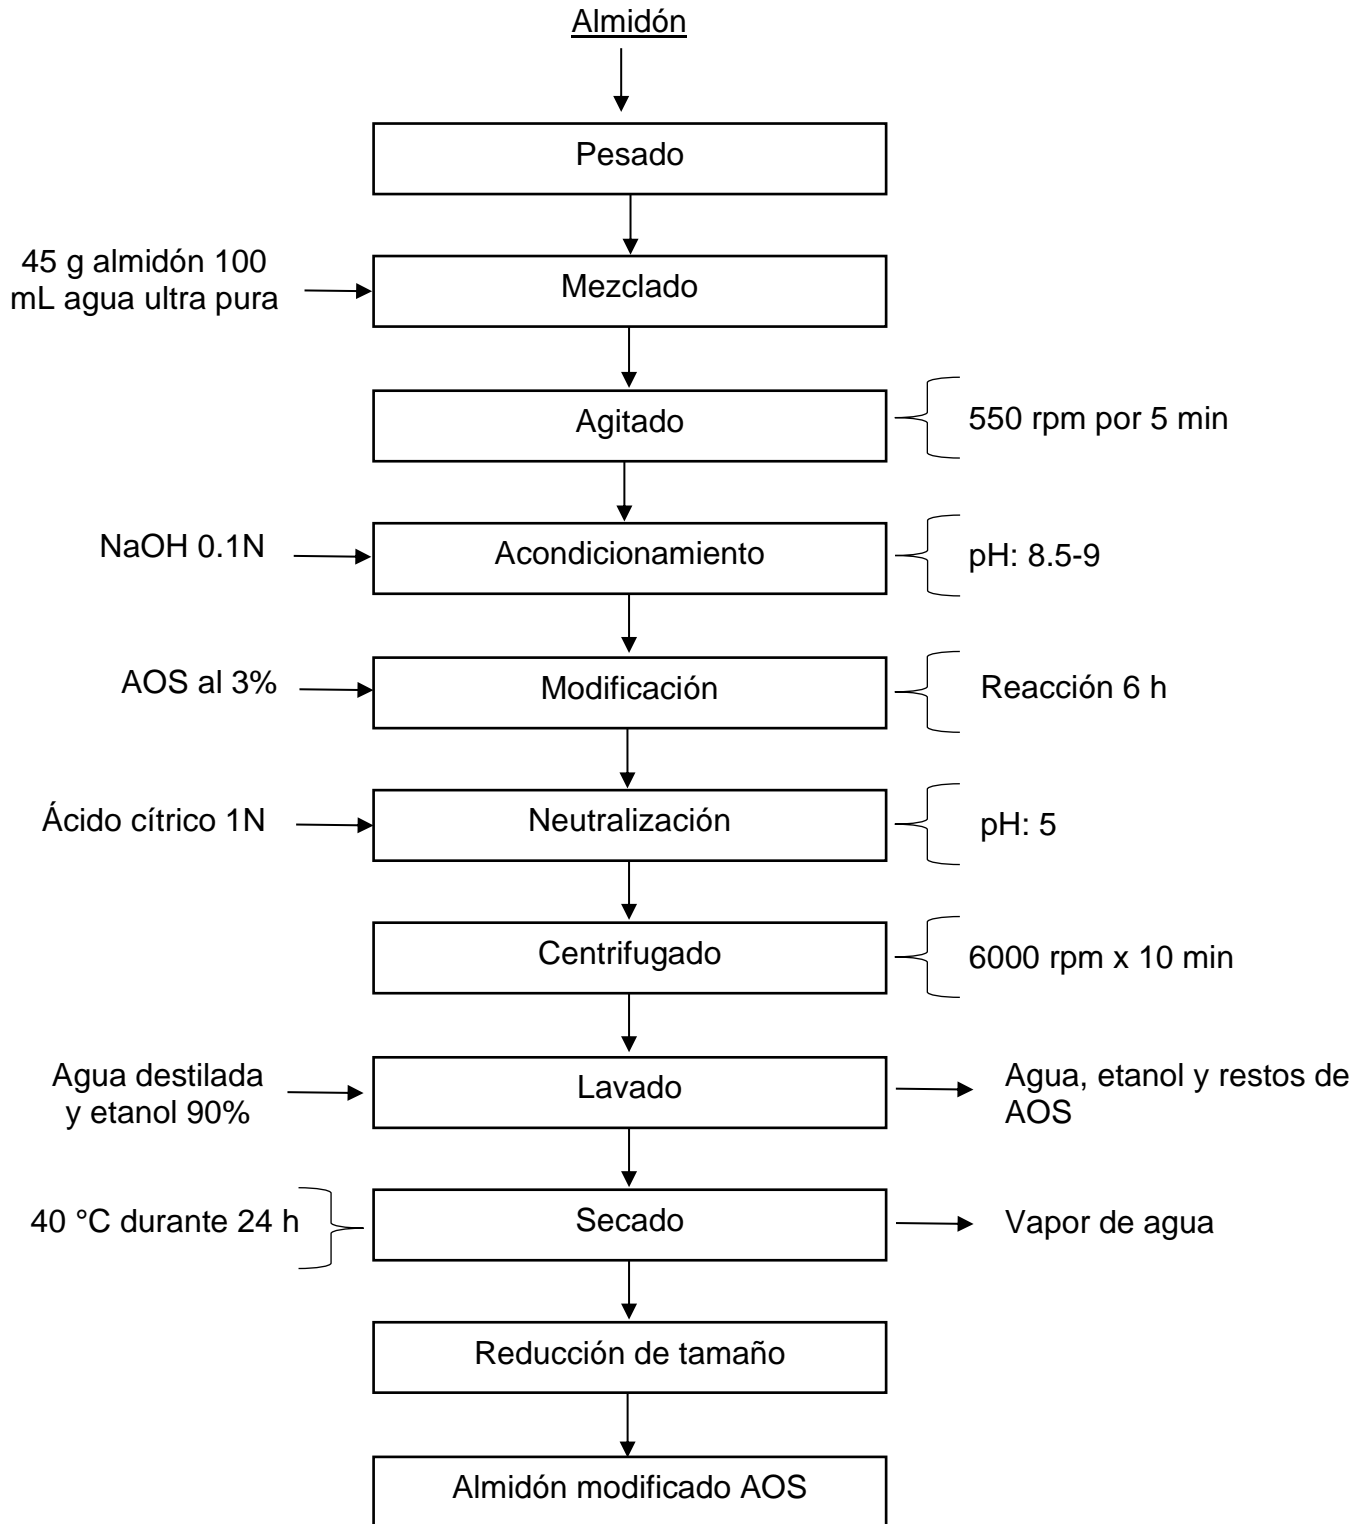 Almidón
Pesado
45 g almidón 100
mL agua ultra pura
Mezclado
Agitado
550 rpm por 5 min
NaOH 0.1N
Acondicionamiento
pH: 8.5-9
AOS al 3%
Modificación
Reacción 6 h
Ácido cítrico 1N
Neutralización
pH: 5
Centrifugado
6000 rpm x 10 min
Agua destilada
y etanol 90%
Lavado
Agua, etanol y restos de
AOS
40 °C durante 24 h
Secado
Vapor de agua
Reducción de tamaño
Almidón modificado AOS